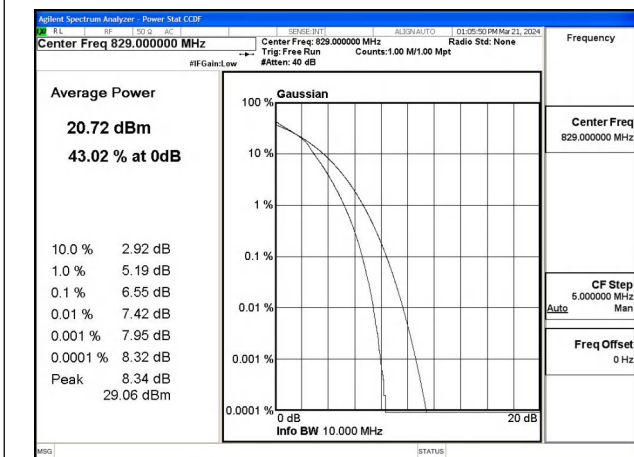 Agilent Spectrum Analyzer - Power Stat CCDF
RL RF 50 Ω AC SENSE:INT ALIGN AUTO 01:05:50 PM Mar 21, 2024
Center Freq 829.000000 MHz
Center Freq: 829.000000 MHz Radio Std: None
Trig: Free Run Counts:1.00 M/1.00 Mpt
#IFGain:Low #Atten: 40 dB
Frequency
Average Power
20.72 dBm
43.02 % at 0dB
10.0 % 2.92 dB
1.0 % 5.19 dB
0.1 % 6.55 dB
0.01 % 7.42 dB
0.001 % 7.95 dB
0.0001 % 8.32 dB
Peak 8.34 dB
29.06 dBm
Gaussian
100 %
10 %
1 %
0.1 %
0.01 %
0.001 %
0.0001 %
0 dB 20 dB
Info BW 10.000 MHz
Center Freq
829.000000 MHz
CF Step
5.000000 MHz
Auto Man
Freq Offset
0 Hz
MSG STATUS